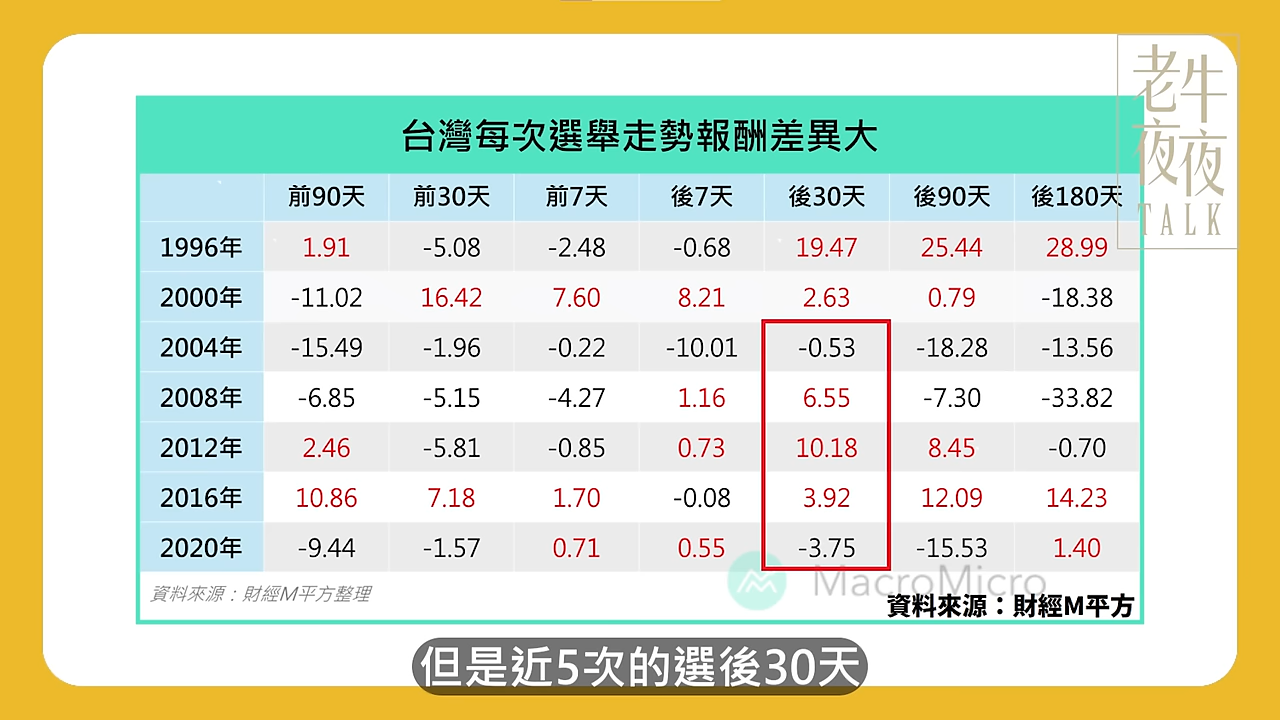 老牛
夜夜
TALK
台灣每次選舉走勢報酬差異大
前90天 前30天 前7天 後7天 後30天 後90天 後180天
1996年 1.91 -5.08 -2.48 -0.68 19.47 25.44 28.99
2000年 -11.02 16.42 7.60 8.21 2.63 0.79 -18.38
2004年 -15.49 -1.96 -0.22 -10.01 -0.53 -18.28 -13.56
2008年 -6.85 -5.15 -4.27 1.16 6.55 -7.30 -33.82
2012年 2.46 -5.81 -0.85 0.73 10.18 8.45 -0.70
2016年 10.86 7.18 1.70 -0.08 3.92 12.09 14.23
2020年 -9.44 -1.57 0.71 0.55 -3.75 -15.53 1.40
資料來源：財經M平方整理
MacroMicro
資料來源：財經M平方
但是近5次的選後30天